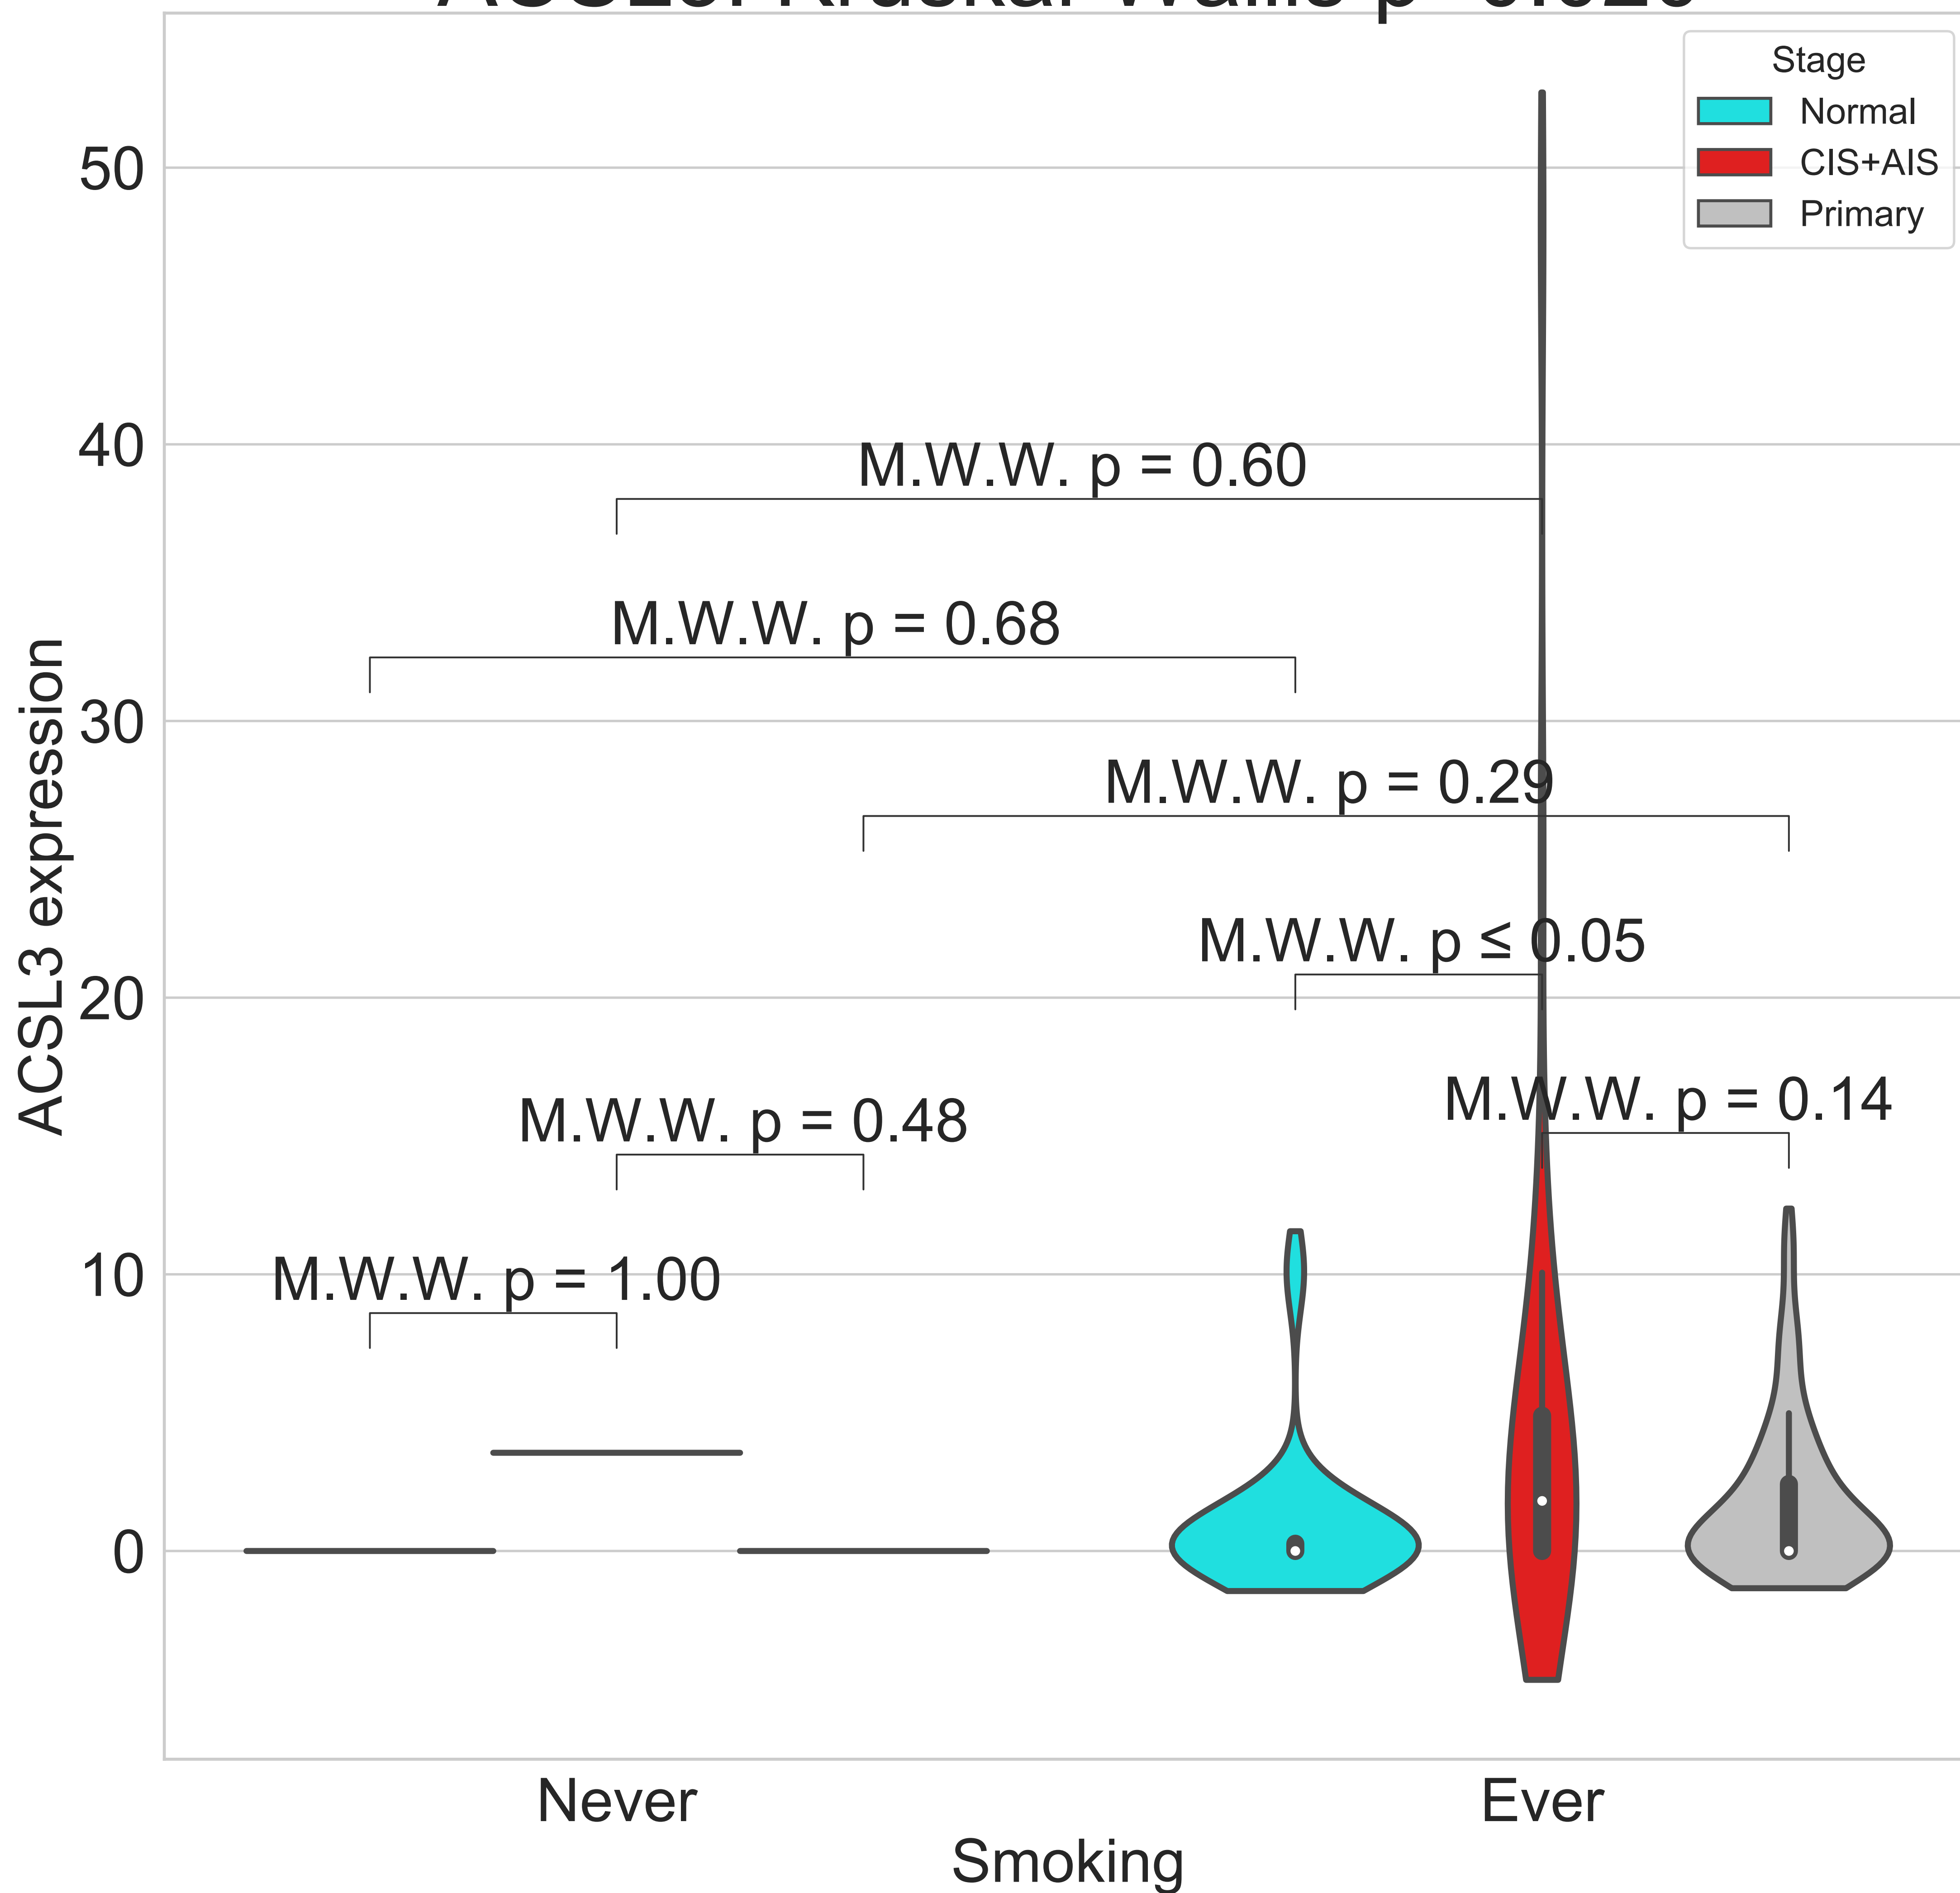 Stage
Normal
CIS+AIS
Primary
50
40
30
20
10
0
ACSL3 expression
M.W.W. p = 0.60
M.W.W. p = 0.68
M.W.W. p = 0.29
M.W.W. p ≤ 0.05
M.W.W. p = 0.14
M.W.W. p = 0.48
M.W.W. p = 1.00
Never
Ever
Smoking